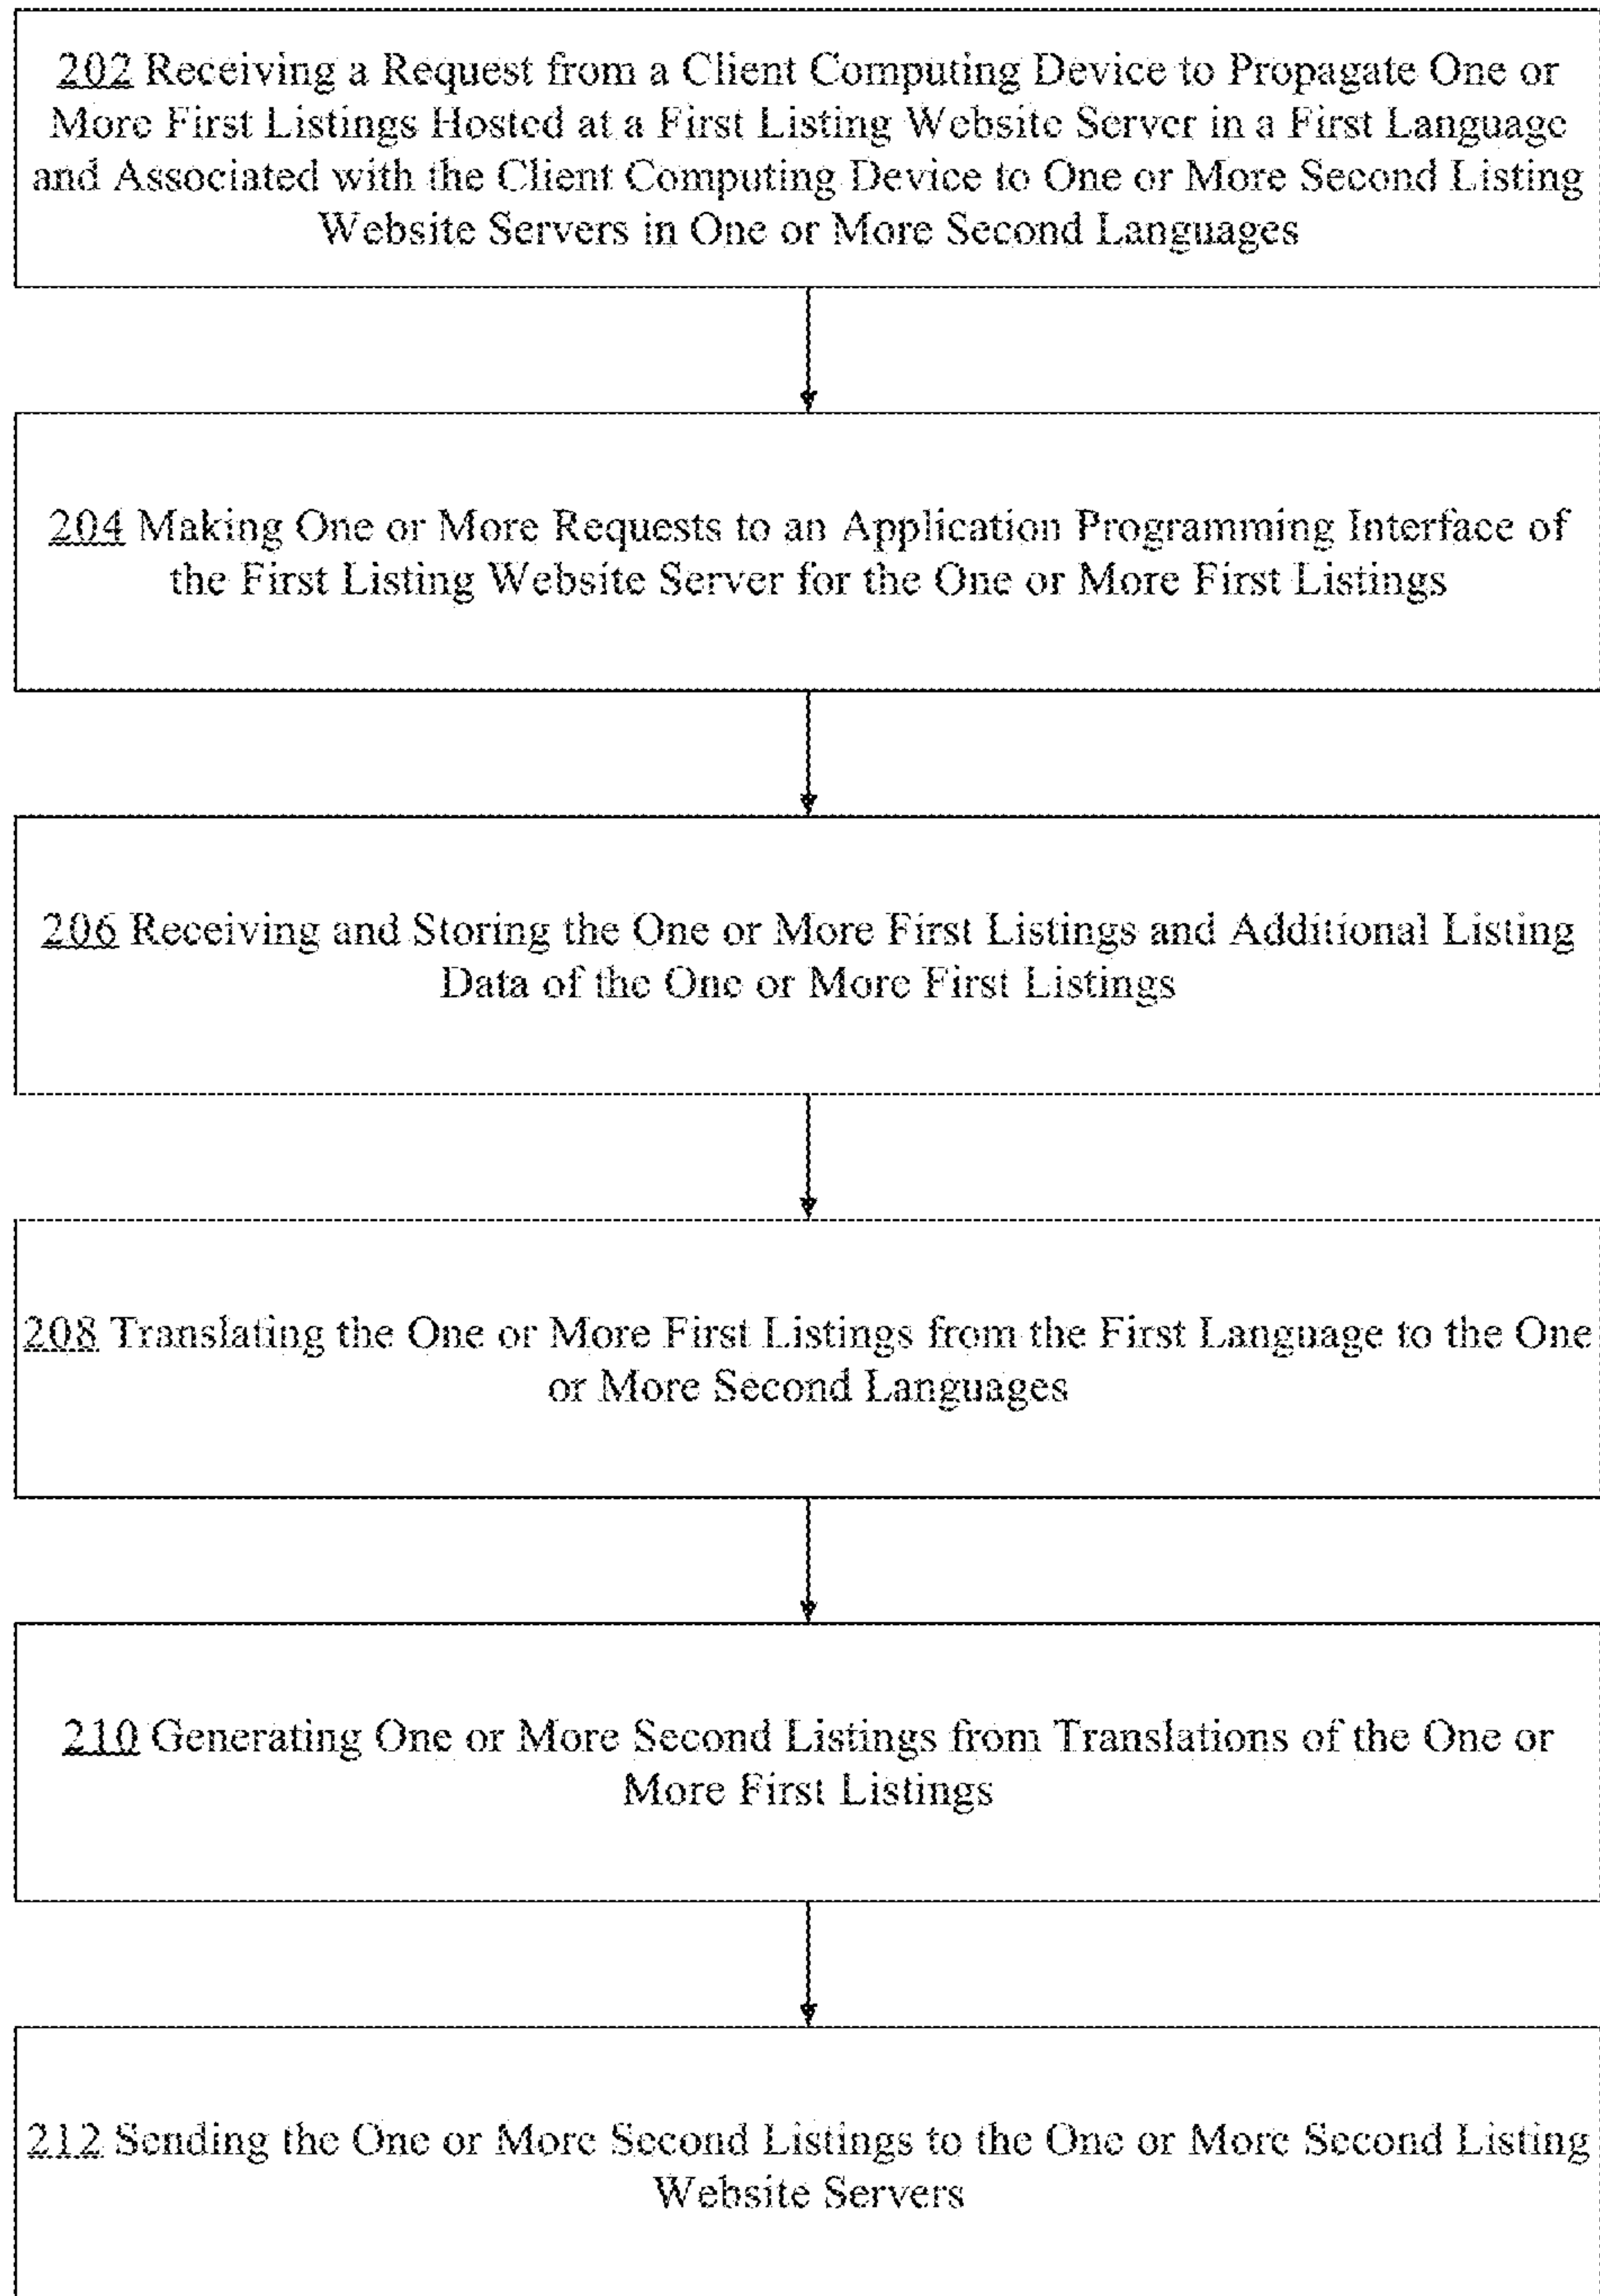 202 Receiving a Request from a Client Computing Device to Propagate One or
More First Listings Hosted at a First Listing Website Server in a First Language
and Associated with the Client Computing Device to One or More Second Listing
Website Servers in One or More Second Languages
204 Making One or More Requests to an Application Programming Interface of
the First Listing Website Server for the One or More First Listings
206 Receiving and Storing the One or More First Listings and Additional Listing
Data of the One or More First Listings
208 Translating the One or More First Listings from the First Language to the One
or More Second Languages
210 Generating One or More Second Listings from Translations of the One or
More First Listings
212 Sending the One or More Second Listings to the One or More Second Listing
Website Servers